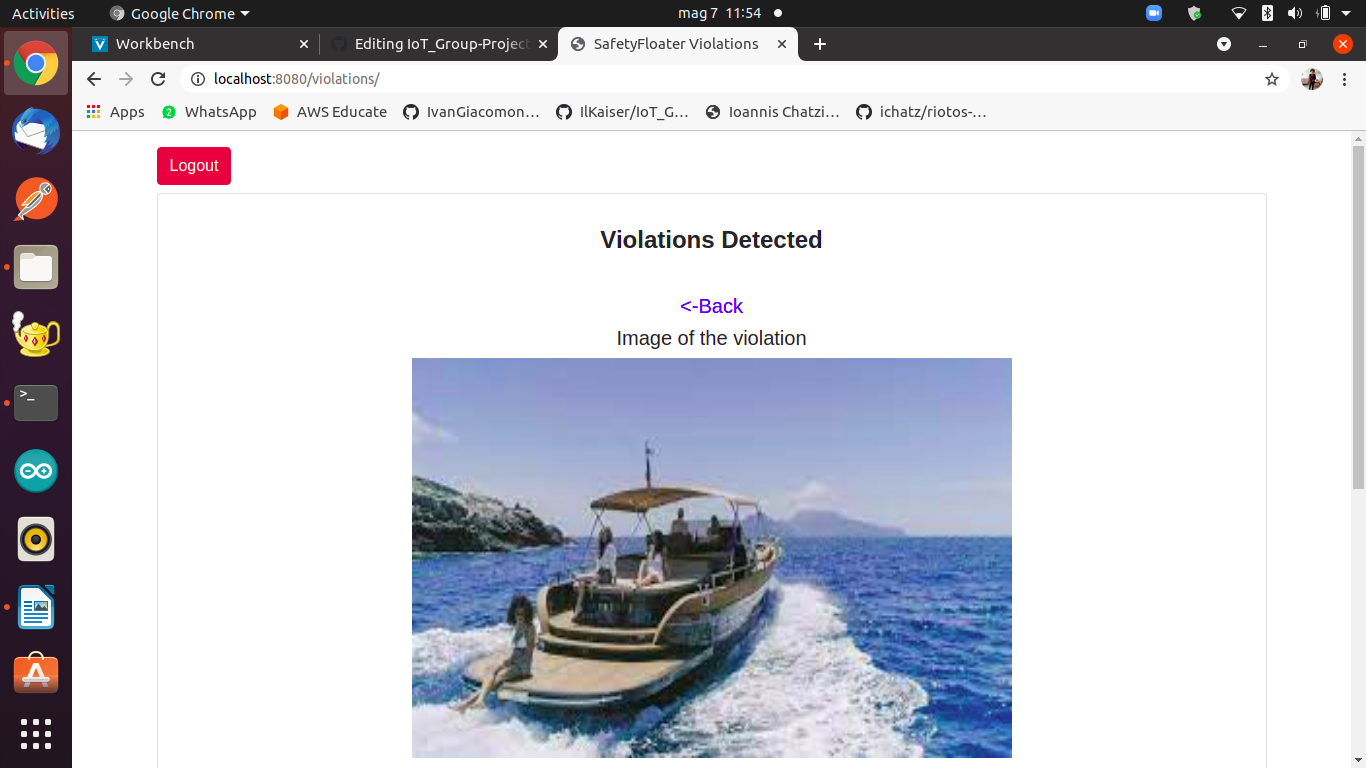 Activities
Google Chrome
mag 7 11:54
Workbench
Editing IoT_Group-Projec
SafetyFloater Violations
localhost:8080/violations/
Apps
WhatsApp
AWS Educate
IvanGiacomon...
IlKaiser/IoT_G...
Ioannis Chatzi...
ichatz/riotos-...
Logout
Violations Detected
<-Back
Image of the violation